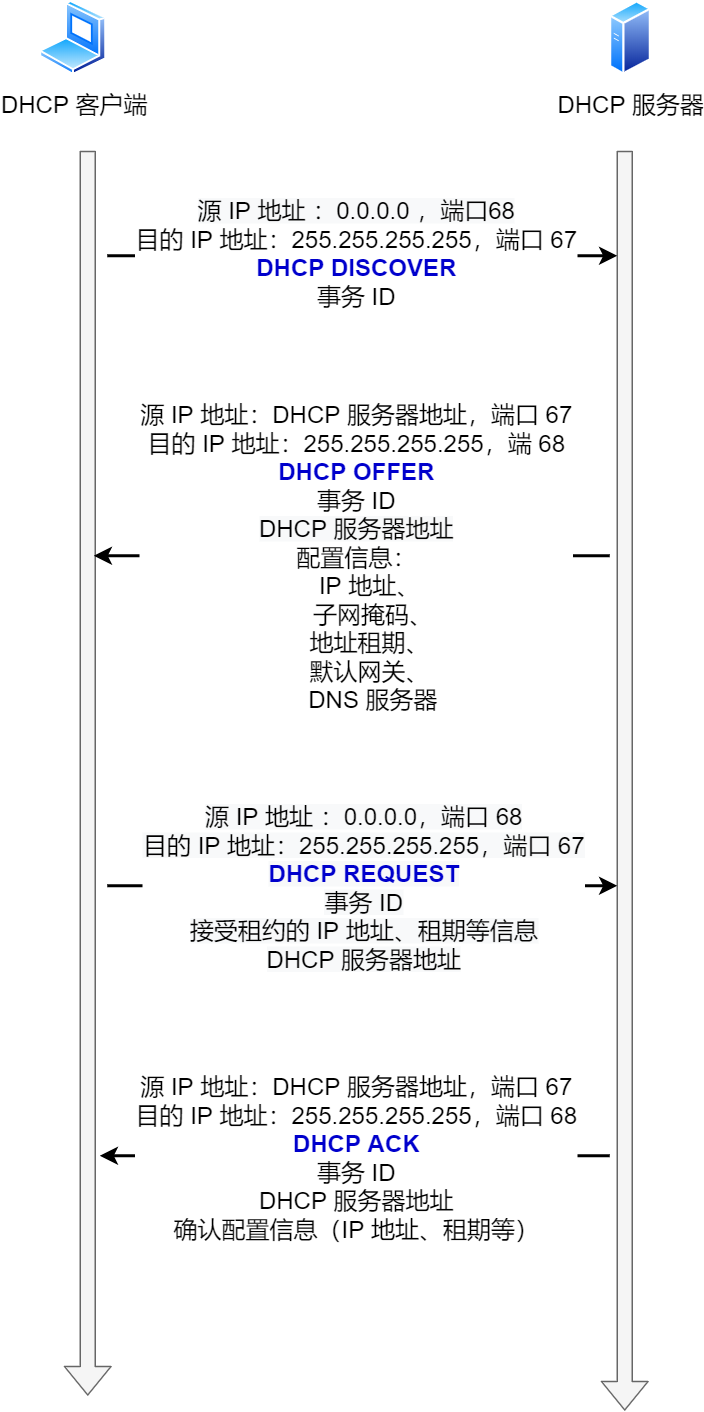 DHCP 客户端
DHCP 服务器
源 IP 地址 ：0.0.0.0 ，端口68
目的 IP 地址：255.255.255.255，端口 67
DHCP DISCOVER
事务 ID
源 IP 地址：DHCP 服务器地址，端口 67
目的 IP 地址：255.255.255.255，端 68
DHCP OFFER
事务 ID
DHCP 服务器地址
配置信息：
IP 地址、
子网掩码、
地址租期、
默认网关、
DNS 服务器
源 IP 地址 ：0.0.0.0，端口 68
目的 IP 地址：255.255.255.255，端口 67
DHCP REQUEST
事务 ID
接受租约的 IP 地址、租期等信息
DHCP 服务器地址
源 IP 地址：DHCP 服务器地址，端口 67
目的 IP 地址：255.255.255.255，端口 68
DHCP ACK
事务 ID
DHCP 服务器地址
确认配置信息（IP 地址、租期等）